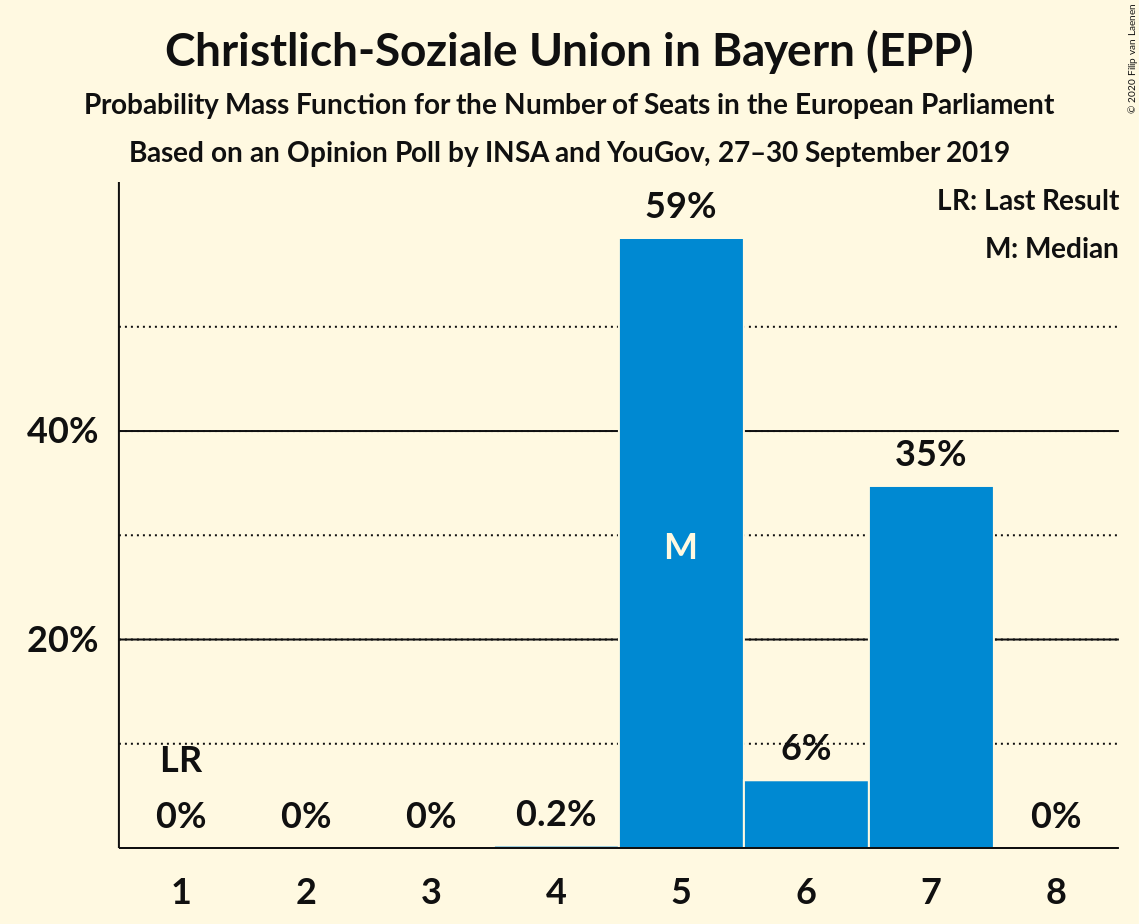 Christlich-Soziale Union in Bayern (EPP)
Probability Mass Function for the Number of Seats in the European Parliament
Based on an Opinion Poll by INSA and YouGov, 27–30 September 2019
© 2020 Filip van Laenen
LR: Last Result
M: Median
59%
40%
35%
M
20%
6%
LR
0% 0% 0% 0.2% 0%
1 2 3 4 5 6 7 8